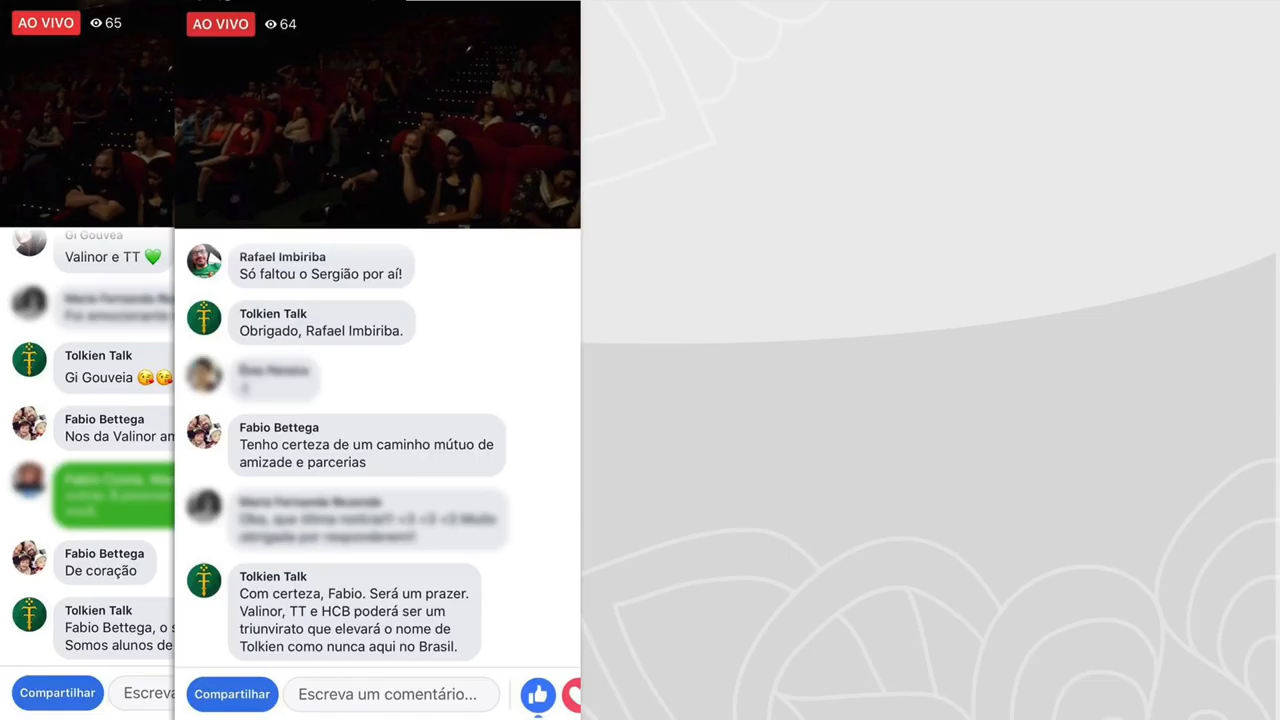 AO VIVO 65
Gi Gouvea
Valinor e TT 💚
Tolkien Talk
Gi Gouveia 😘😘
Fabio Bettega
Nos da Valinor am
Fabio Bettega
De coração
Tolkien Talk
Fabio Bettega, o s
Somos alunos de
Compartilhar
Escreva
AO VIVO 64
Rafael Imbiriba
Só faltou o Sergião por aí!
Tolkien Talk
Obrigado, Rafael Imbiriba.
Fabio Bettega
Tenho certeza de um caminho mútuo de
amizade e parcerias
Tolkien Talk
Com certeza, Fabio. Será um prazer.
Valinor, TT e HCB poderá ser um
triunvirato que elevará o nome de
Tolkien como nunca aqui no Brasil.
Compartilhar
Escreva um comentário...